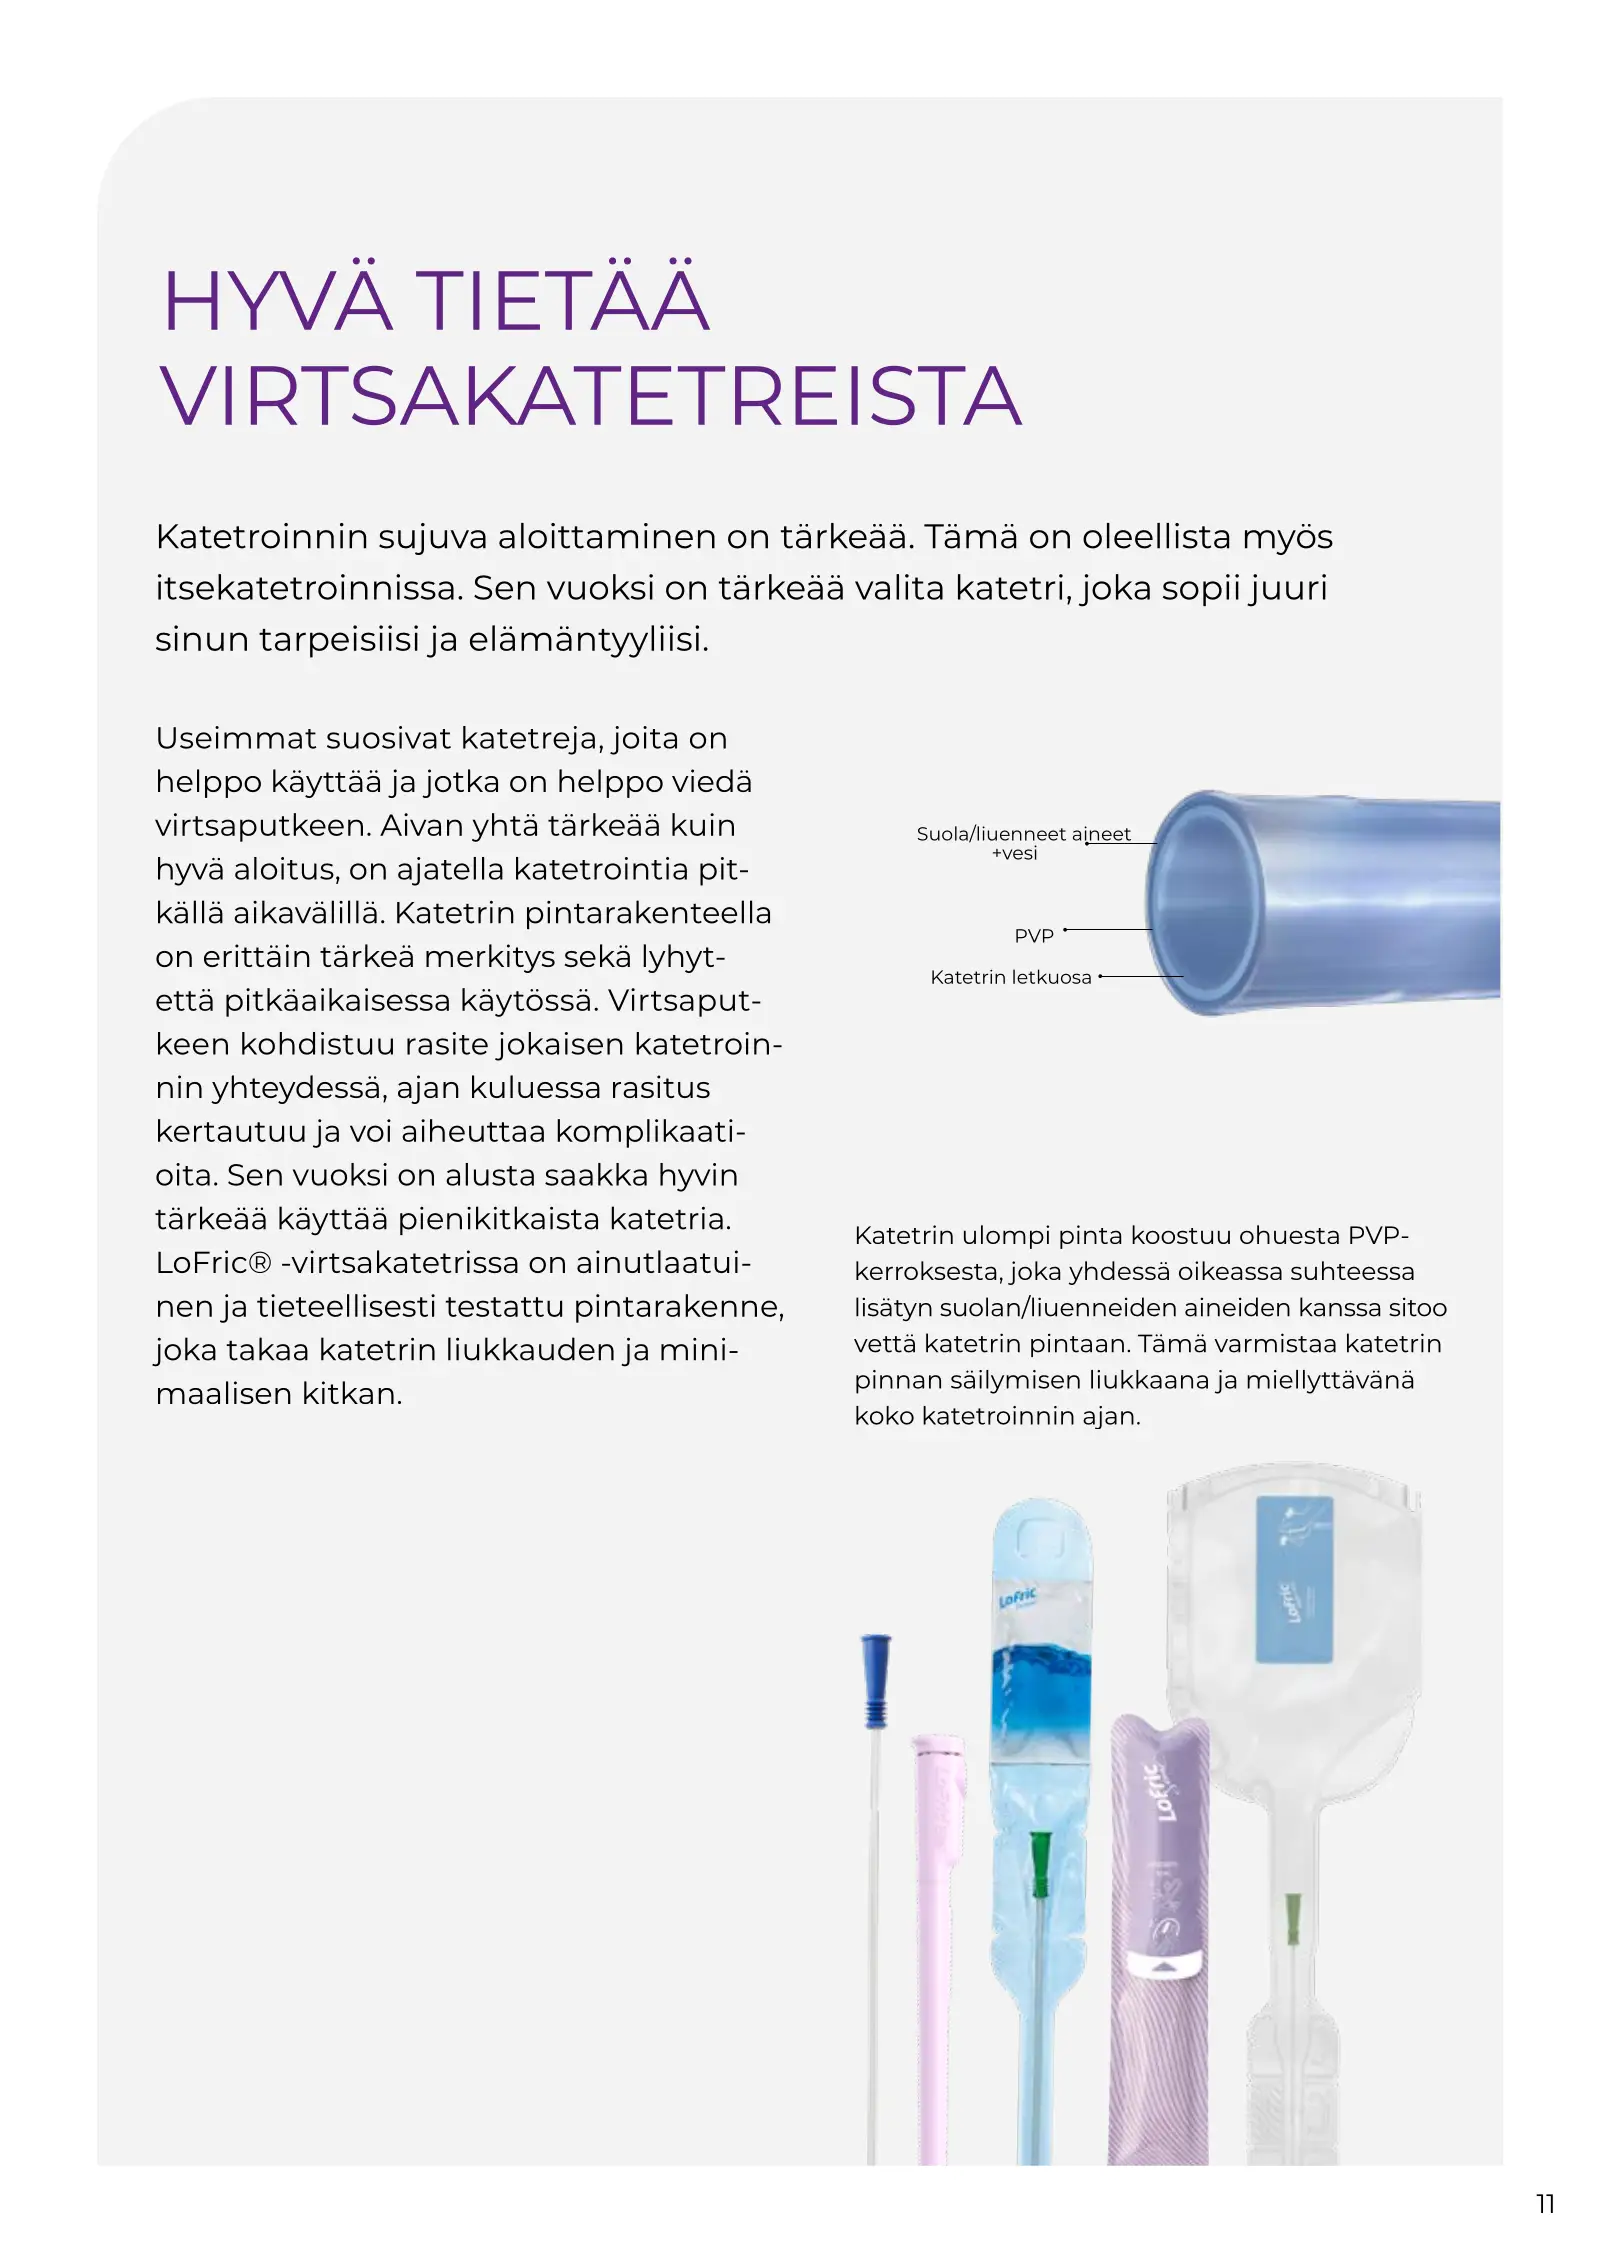 HYVÄ TIETÄÄ
VIRTSAKATETREISTA
Katetroinnin sujuva aloittaminen on tärkeää. Tämä on oleellista myös
itsekatetroinnissa. Sen vuoksi on tärkeää valita katetri, joka sopii juuri
sinun tarpeisiisi ja elämäntyyliisi.
Useimmat suosivat katetreja, joita on
helppo käyttää ja jotka on helppo viedä
virtsaputkeen. Aivan yhtä tärkeää kuin
hyvä aloitus, on ajatella katetrointia pit-
källä aikavälillä. Katetrin pintarakenteella
on erittäin tärkeä merkitys sekä lyhyt-
että pitkäaikaisessa käytössä. Virtsaput-
keen kohdistuu rasite jokaisen katetroin-
nin yhteydessä, ajan kuluessa rasitus
kertautuu ja voi aiheuttaa komplikaati-
oita. Sen vuoksi on alusta saakka hyvin
tärkeää käyttää pienikitkaista katetria.
LoFric® -virtsakatetrissa on ainutlaatui-
nen ja tieteellisesti testattu pintarakenne,
joka takaa katetrin liukkauden ja mini-
maalisen kitkan.
Suola/liuenneet aineet
+vesi
PVP
Katetrin letkuosa
Katetrin ulompi pinta koostuu ohuesta PVP-
kerroksesta, joka yhdessä oikeassa suhteessa
lisätyn suolan/liuenneiden aineiden kanssa sitoo
vettä katetrin pintaan. Tämä varmistaa katetrin
pinnan säilymisen liukkaana ja miellyttävänä
koko katetroinnin ajan.
LoFric
LoFric
LoFric
11